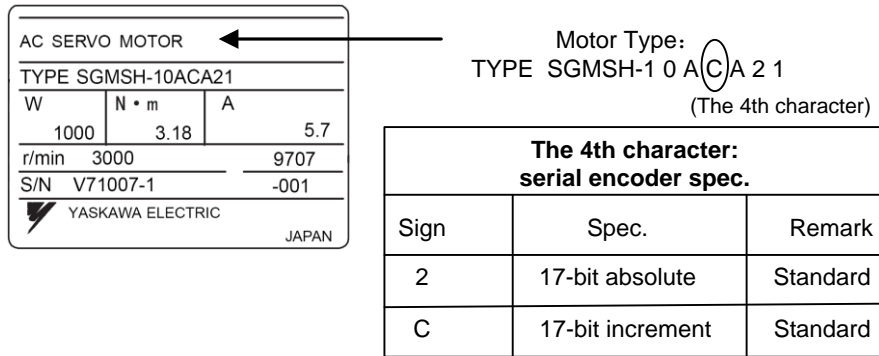 AC SERVO MOTOR
TYPE SGMSH-10ACA21
W N・m A
1000 3.18 5.7
r/min 3000 9707
S/N V71007-1 -001
YASKAWA ELECTRIC
JAPAN
Motor Type：
TYPE SGMSH-1 0 A C A 2 1
(The 4th character)
The 4th character:
serial encoder spec.
Sign Spec. Remark
2 17-bit absolute Standard
C 17-bit increment Standard